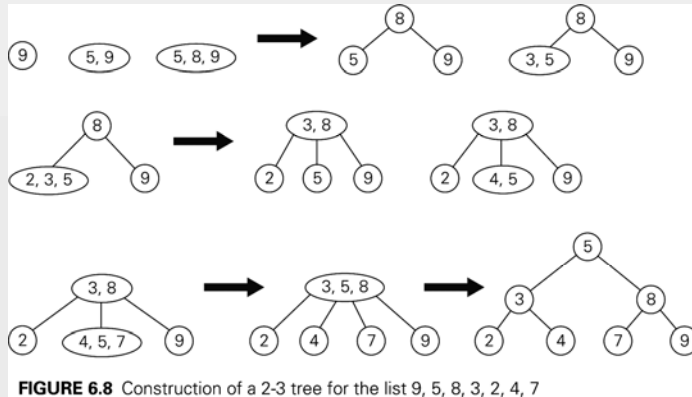 9 5, 9 5, 8, 9 8 8
5 9 3, 5 9
8 3, 8 3, 8
2, 3, 5 9 2 5 9 2 4, 5 9
5
3, 8 3, 5, 8 3 8
2 4, 5, 7 9 2 4 7 9 2 4 7 9
FIGURE 6.8 Construction of a 2-3 tree for the list 9, 5, 8, 3, 2, 4, 7